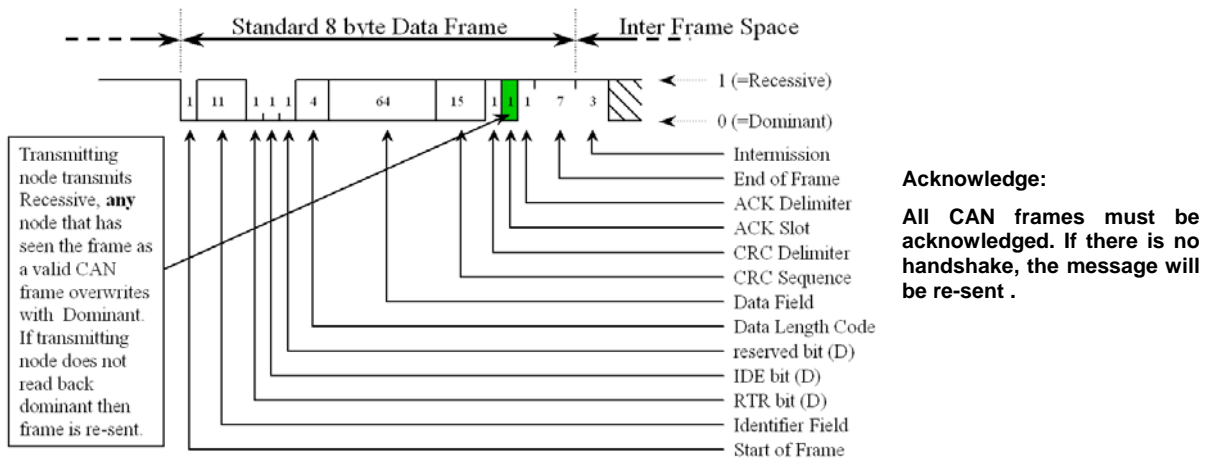 Standard 8 byte Data Frame
Inter Frame Space
1 (=Recessive)
1 11 1 1 1 4 64 15 1 1 1 7 3
0 (=Dominant)
Transmitting
node transmits
Recessive, any
node that has
seen the frame as
a valid CAN
frame overwrites
with Dominant.
If transmitting
node does not
read back
dominant then
frame is re-sent.
Intermission
End of Frame
ACK Delimiter
ACK Slot
CRC Delimiter
CRC Sequence
Data Field
Data Length Code
reserved bit (D)
IDE bit (D)
RTR bit (D)
Identifier Field
Start of Frame
Acknowledge:
All CAN frames must be
acknowledged. If there is no
handshake, the message will
be re-sent .